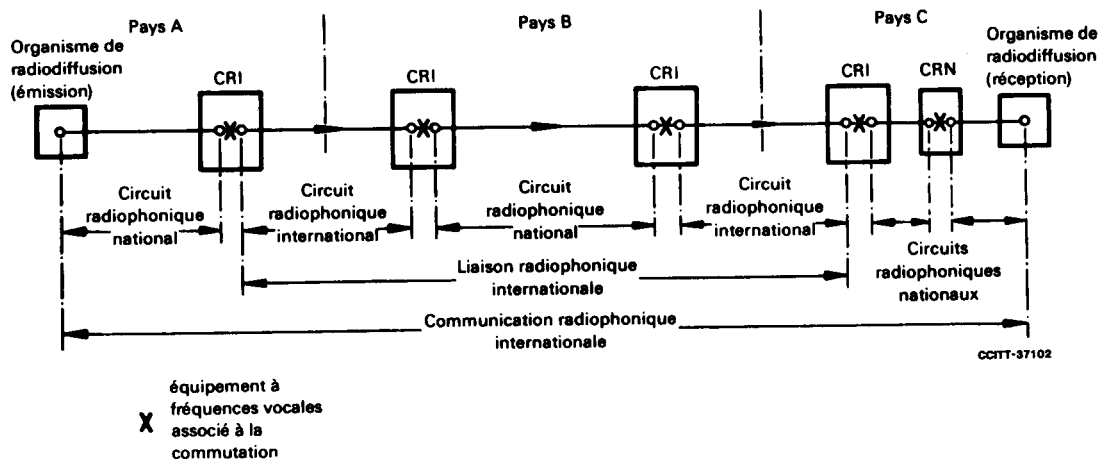 Pays A
Pays B
Pays C
Organisme de
radiodiffusion
(émission)
CRI
CRI
CRI
CRI
CRN
Organisme de
radiodiffusion
(réception)
Circuit
radiophonique
national
Circuit
radiophonique
international
Circuit
radiophonique
national
Circuit
radiophonique
international
Circuits
radiophoniques
nationaux
Liaison radiophonique
internationale
Communication radiophonique
internationale
CCITT-37102
X
équipement à
fréquences vocales
associé à la
commutation